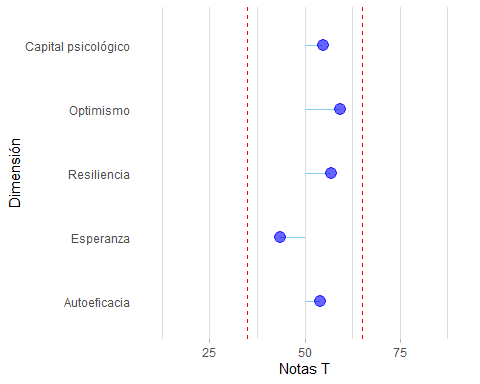 Capital psicológico
Optimismo
Resiliencia
Esperanza
Autoeficacia
Dimensión
25
50
75
Notas T